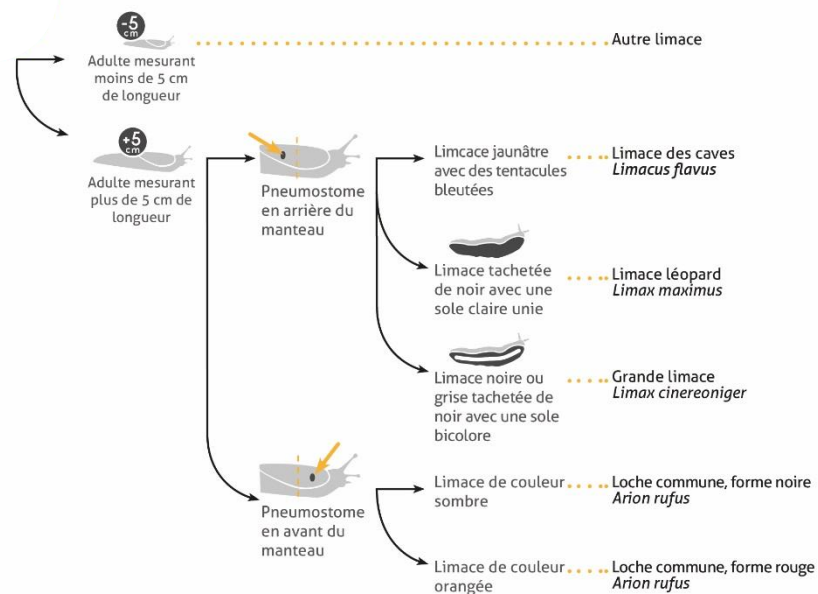 -5
cm
Adulte mesurant
moins de 5 cm
de longueur
Autre limace
+5
cm
Adulte mesurant
plus de 5 cm de
longueur
Pneumostome
en arrière du
manteau
Limcace jaunâtre
avec des tentacules
bleutées
Limace des caves
Limacus flavus
Limace tachetée
de noir avec une
sole claire unie
Limace léopard
Limax maximus
Limace noire ou
grise tachetée de
noir avec une sole
bicolore
Grande limace
Limax cinereoniger
Pneumostome
en avant du
manteau
Limace de couleur
sombre
Loche commune, forme noire
Arion rufus
Limace de couleur
orangée
Loche commune, forme rouge
Arion rufus